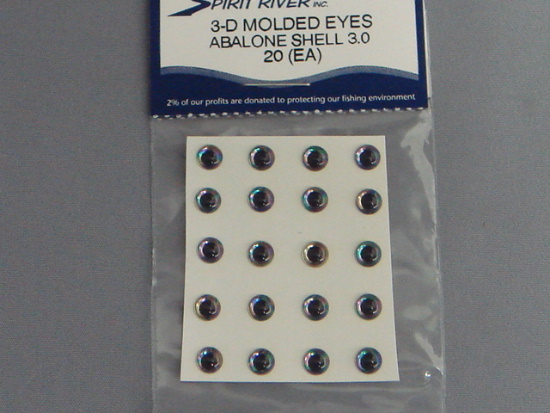 SPIRIT RIVER INC.
3-D MOLDED EYES
ABALONE SHELL 3.0
20 (EA)
2% of our profits are donated to protecting our fishing environment